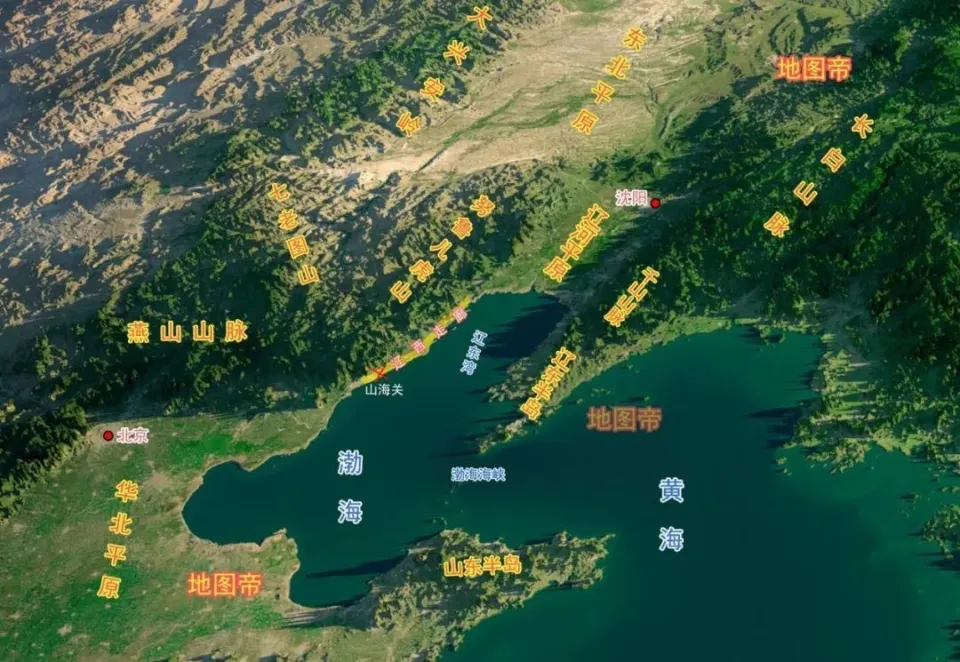 大兴安岭
东北平原
地图帝
长白山脉
七老图山
努鲁儿虎山
沈阳
辽河平原
千山山脉
燕山山脉
辽西走廊
辽东湾
辽东半岛
山海关
地图帝
北京
渤海
渤海海峡
黄海
华北平原
山东半岛
地图帝